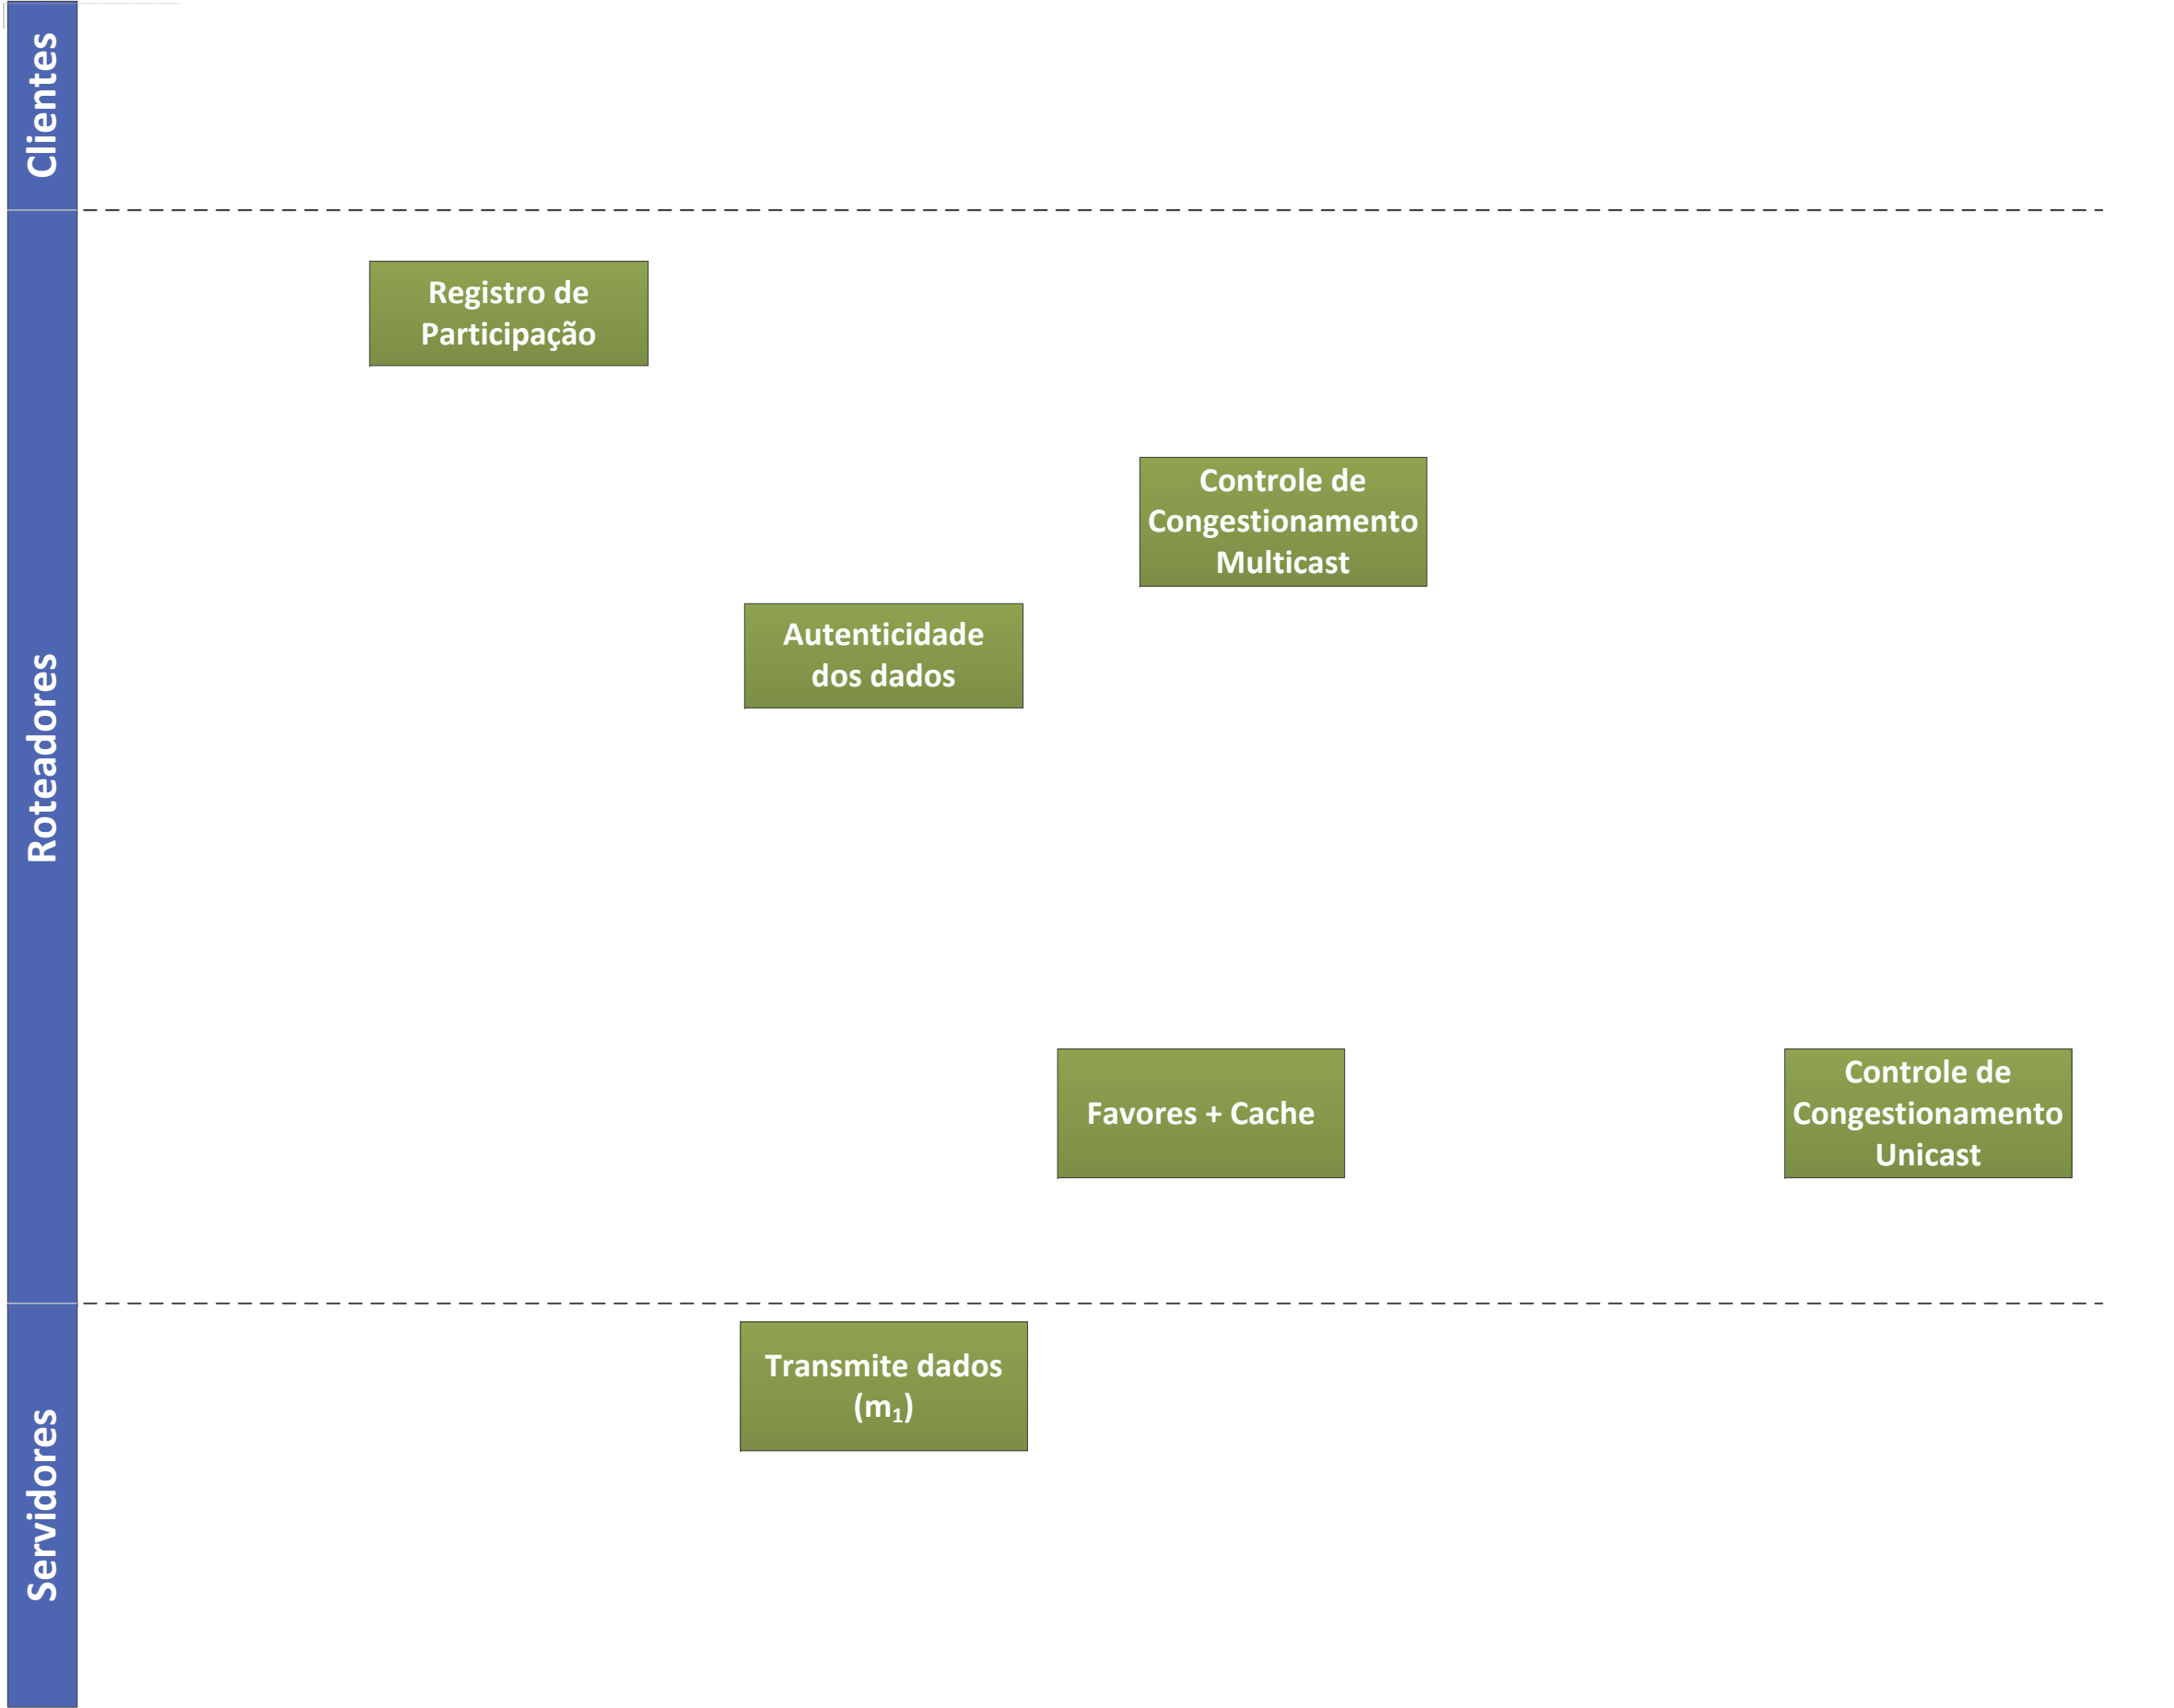 Clientes
Registro de
Participação
Controle de
Congestionamento
Multicast
Autenticidade
dos dados
Roteadores
Favores + Cache
Controle de
Congestionamento
Unicast
Transmite dados
(m₁)
Servidores